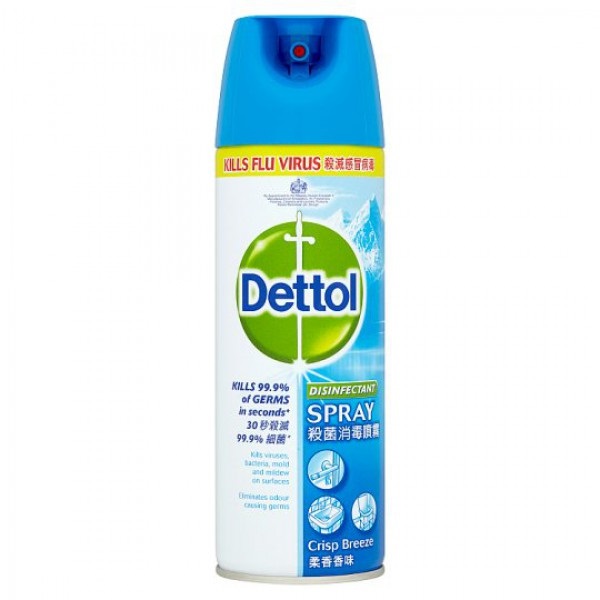 KILLS FLU VIRUS 殺滅感冒病毒
Dettol
KILLS 99.9%
of GERMS
in seconds*
30 秒殺滅
99.9% 細菌*
Kills viruses,
bacteria, mold
and mildew
on surfaces
Eliminates odour
causing germs
DISINFECTANT
SPRAY
殺菌消毒噴霧
Crisp Breeze
柔香香味